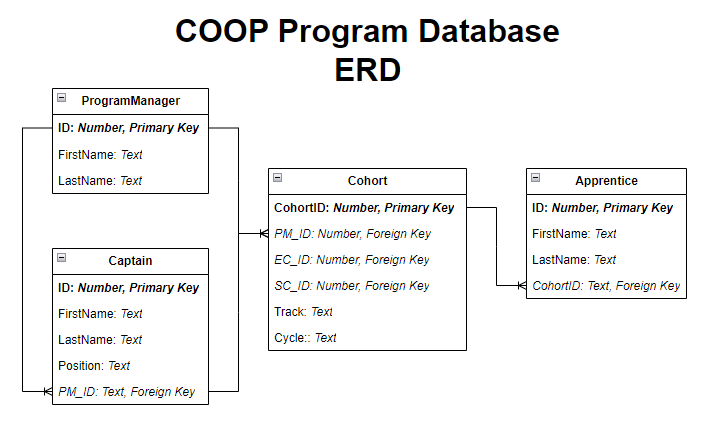 COOP Program Database
ERD
ProgramManager
ID: Number, Primary Key
FirstName: Text
LastName: Text
Captain
ID: Number, Primary Key
FirstName: Text
LastName: Text
Position: Text
PM_ID: Text, Foreign Key
Cohort
CohortID: Number, Primary Key
PM_ID: Number, Foreign Key
EC_ID: Number, Foreign Key
SC_ID: Number, Foreign Key
Track: Text
Cycle:: Text
Apprentice
ID: Number, Primary Key
FirstName: Text
LastName: Text
CohortID: Text, Foreign Key